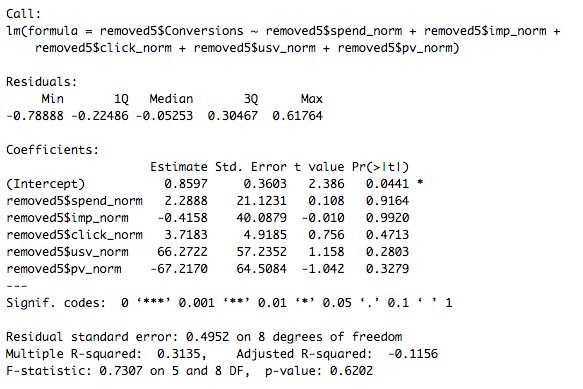 Call:
lm(formula = removed5$Conversions ~ removed5$spend_norm + removed5$imp_norm +
    removed5$click_norm + removed5$usv_norm + removed5$pv_norm)

Residuals:
     Min       1Q   Median       3Q      Max
-0.78888 -0.22486 -0.05253  0.30467  0.61764

Coefficients:
                    Estimate Std. Error t value Pr(>|t|)
(Intercept)           0.8597     0.3603   2.386   0.0441 *
removed5$spend_norm   2.2888    21.1231   0.108   0.9164
removed5$imp_norm    -0.4158    40.0879  -0.010   0.9920
removed5$click_norm   3.7183     4.9185   0.756   0.4713
removed5$usv_norm    66.2722    57.2352   1.158   0.2803
removed5$pv_norm    -67.2170    64.5084  -1.042   0.3279
---
Signif. codes:  0 ‘***’ 0.001 ‘**’ 0.01 ‘*’ 0.05 ‘.’ 0.1 ‘ ’ 1

Residual standard error: 0.4952 on 8 degrees of freedom
Multiple R-squared:  0.3135,    Adjusted R-squared:  -0.1156
F-statistic: 0.7307 on 5 and 8 DF,  p-value: 0.6202